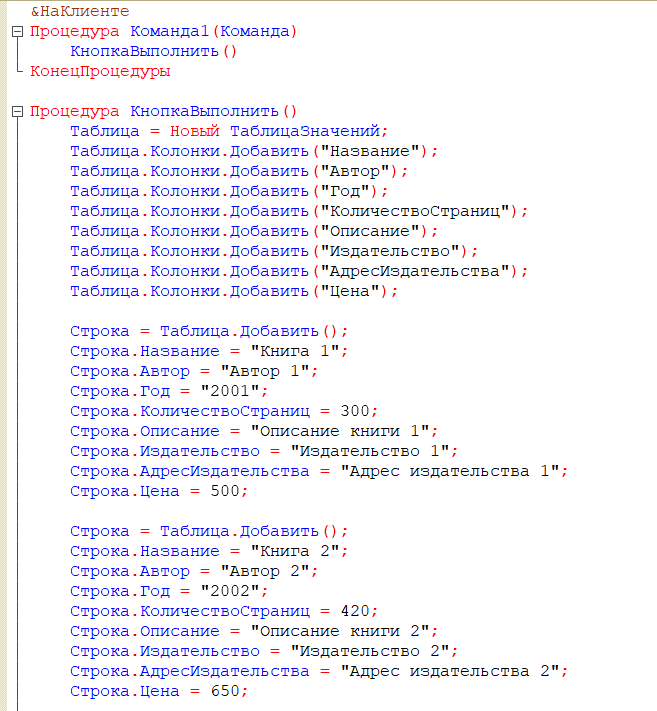 &НаКлиенте
Процедура Команда1(Команда)
КнопкаВыполнить()
КонецПроцедуры
Процедура КнопкаВыполнить()
Таблица = Новый ТаблицаЗначений;
Таблица.Колонки.Добавить("Название");
Таблица.Колонки.Добавить("Автор");
Таблица.Колонки.Добавить("Год");
Таблица.Колонки.Добавить("КоличествоСтраниц");
Таблица.Колонки.Добавить("Описание");
Таблица.Колонки.Добавить("Издательство");
Таблица.Колонки.Добавить("АдресИздательства");
Таблица.Колонки.Добавить("Цена");
Строка = Таблица.Добавить();
Строка.Название = "Книга 1";
Строка.Автор = "Автор 1";
Строка.Год = "2001";
Строка.КоличествоСтраниц = 300;
Строка.Описание = "Описание книги 1";
Строка.Издательство = "Издательство 1";
Строка.АдресИздательства = "Адрес издательства 1";
Строка.Цена = 500;
Строка = Таблица.Добавить();
Строка.Название = "Книга 2";
Строка.Автор = "Автор 2";
Строка.Год = "2002";
Строка.КоличествоСтраниц = 420;
Строка.Описание = "Описание книги 2";
Строка.Издательство = "Издательство 2";
Строка.АдресИздательства = "Адрес издательства 2";
Строка.Цена = 650;